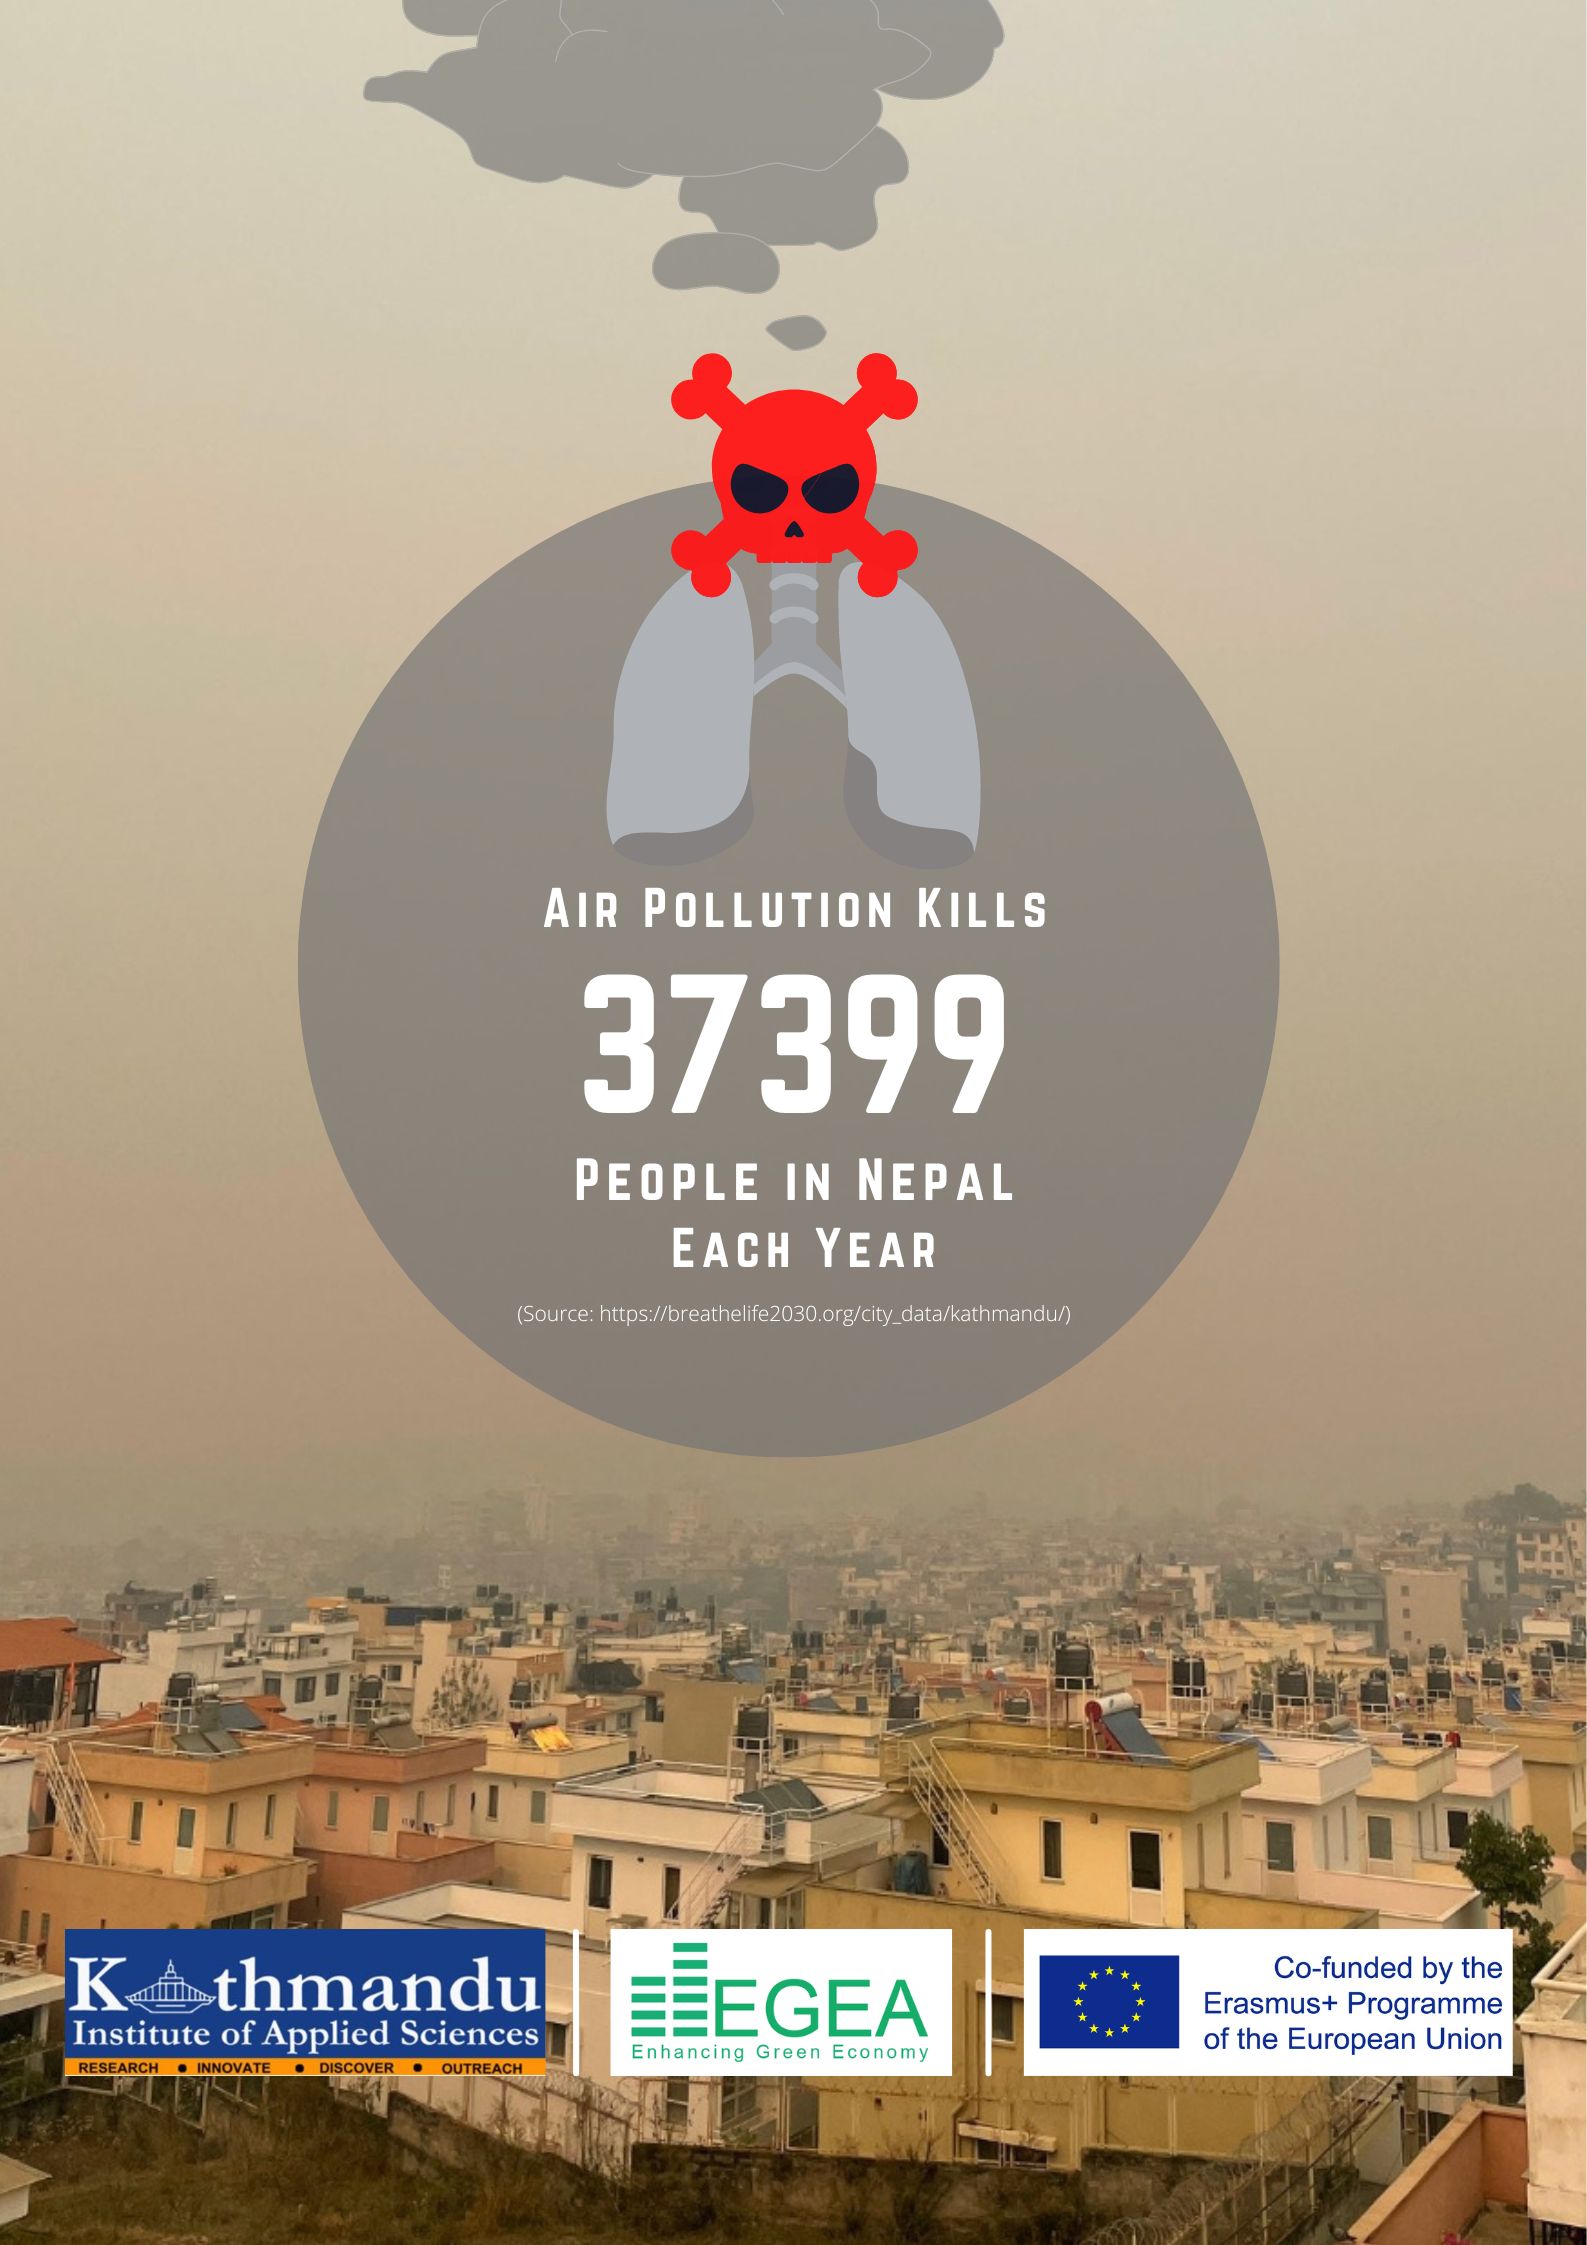 Air Pollution Kills
37399
People in Nepal
Each Year
(Source: https://breathelife2030.org/city_data/kathmandu/)
Kathmandu
Institute of Applied Sciences
RESEARCH • INNOVATE • DISCOVER • OUTREACH
EGEA
Enhancing Green Economy
Co-funded by the
Erasmus+ Programme
of the European Union